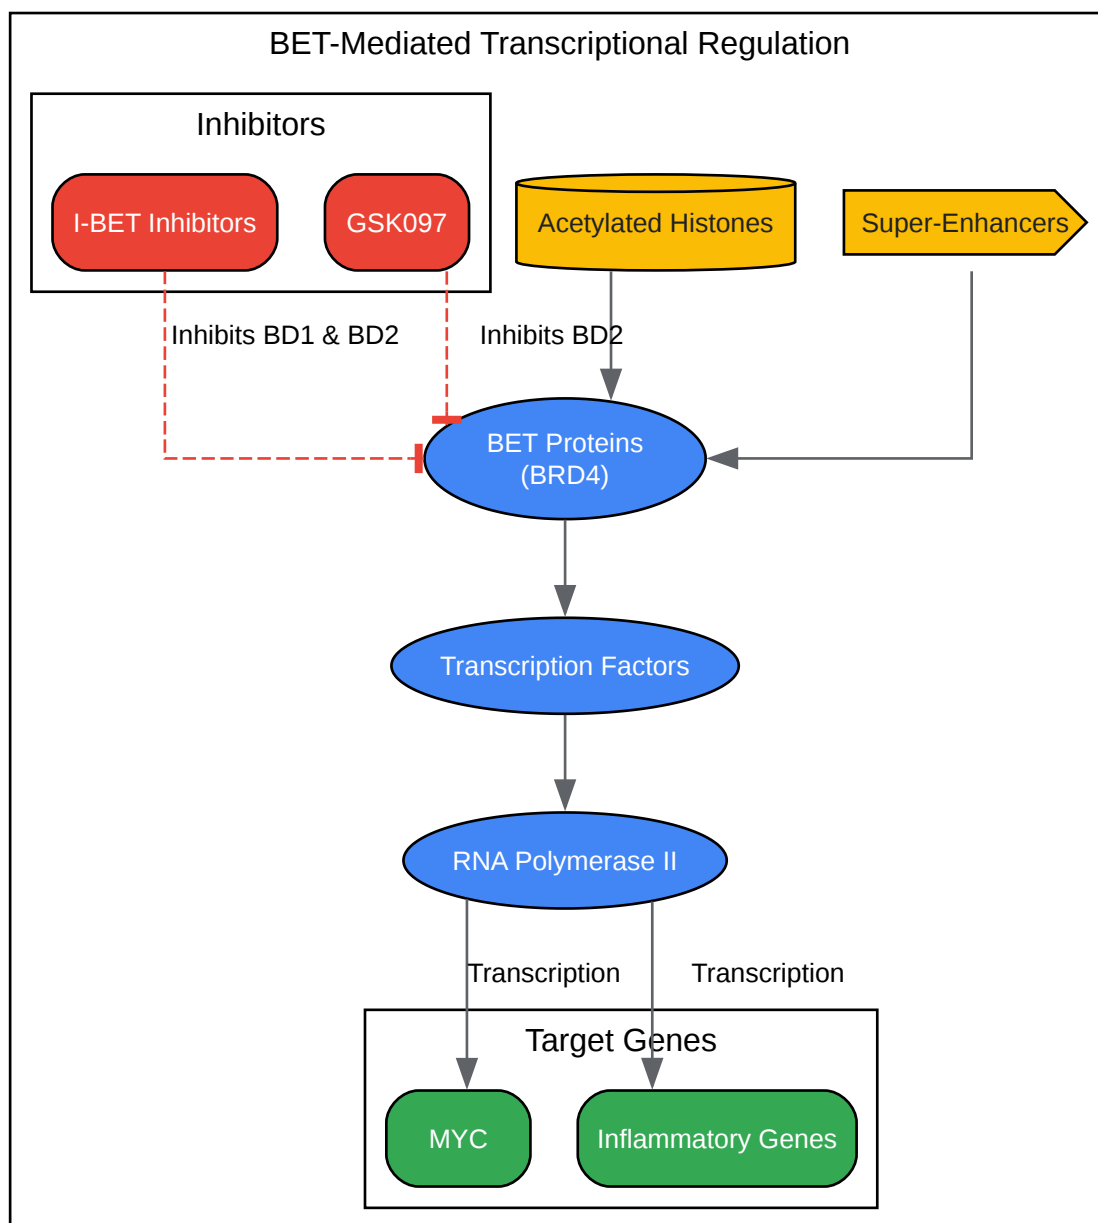 BET-Mediated Transcriptional Regulation
Inhibitors
I-BET Inhibitors
GSK097
Acetylated Histones
Super-Enhancers
Inhibits BD1 & BD2
Inhibits BD2
BET Proteins
(BRD4)
Transcription Factors
RNA Polymerase II
Transcription
Transcription
Target Genes
MYC
Inflammatory Genes